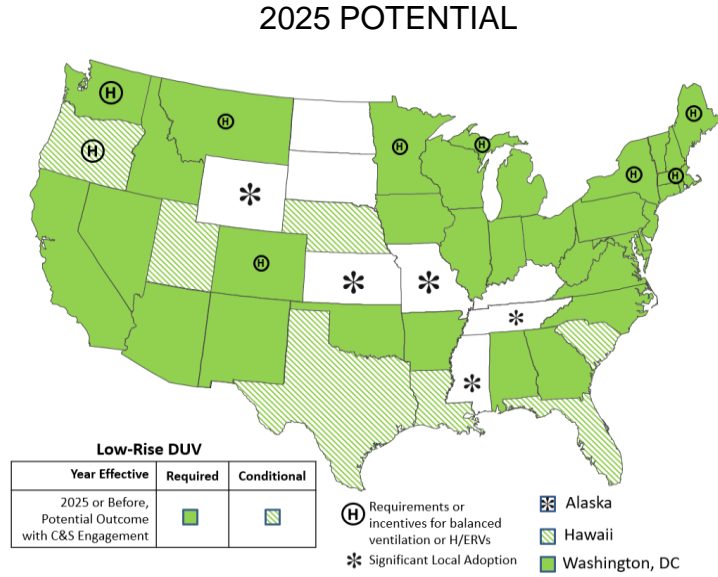 2025 POTENTIAL
H
H
H
H
H
H
H
H
H
*
*
*
*
*
Low-Rise DUV
Year Effective Required Conditional
2025 or Before,
Potential Outcome
with C&S Engagement
H Requirements or
incentives for balanced
ventilation or H/ERVs
* Significant Local Adoption
* Alaska
Hawaii
Washington, DC